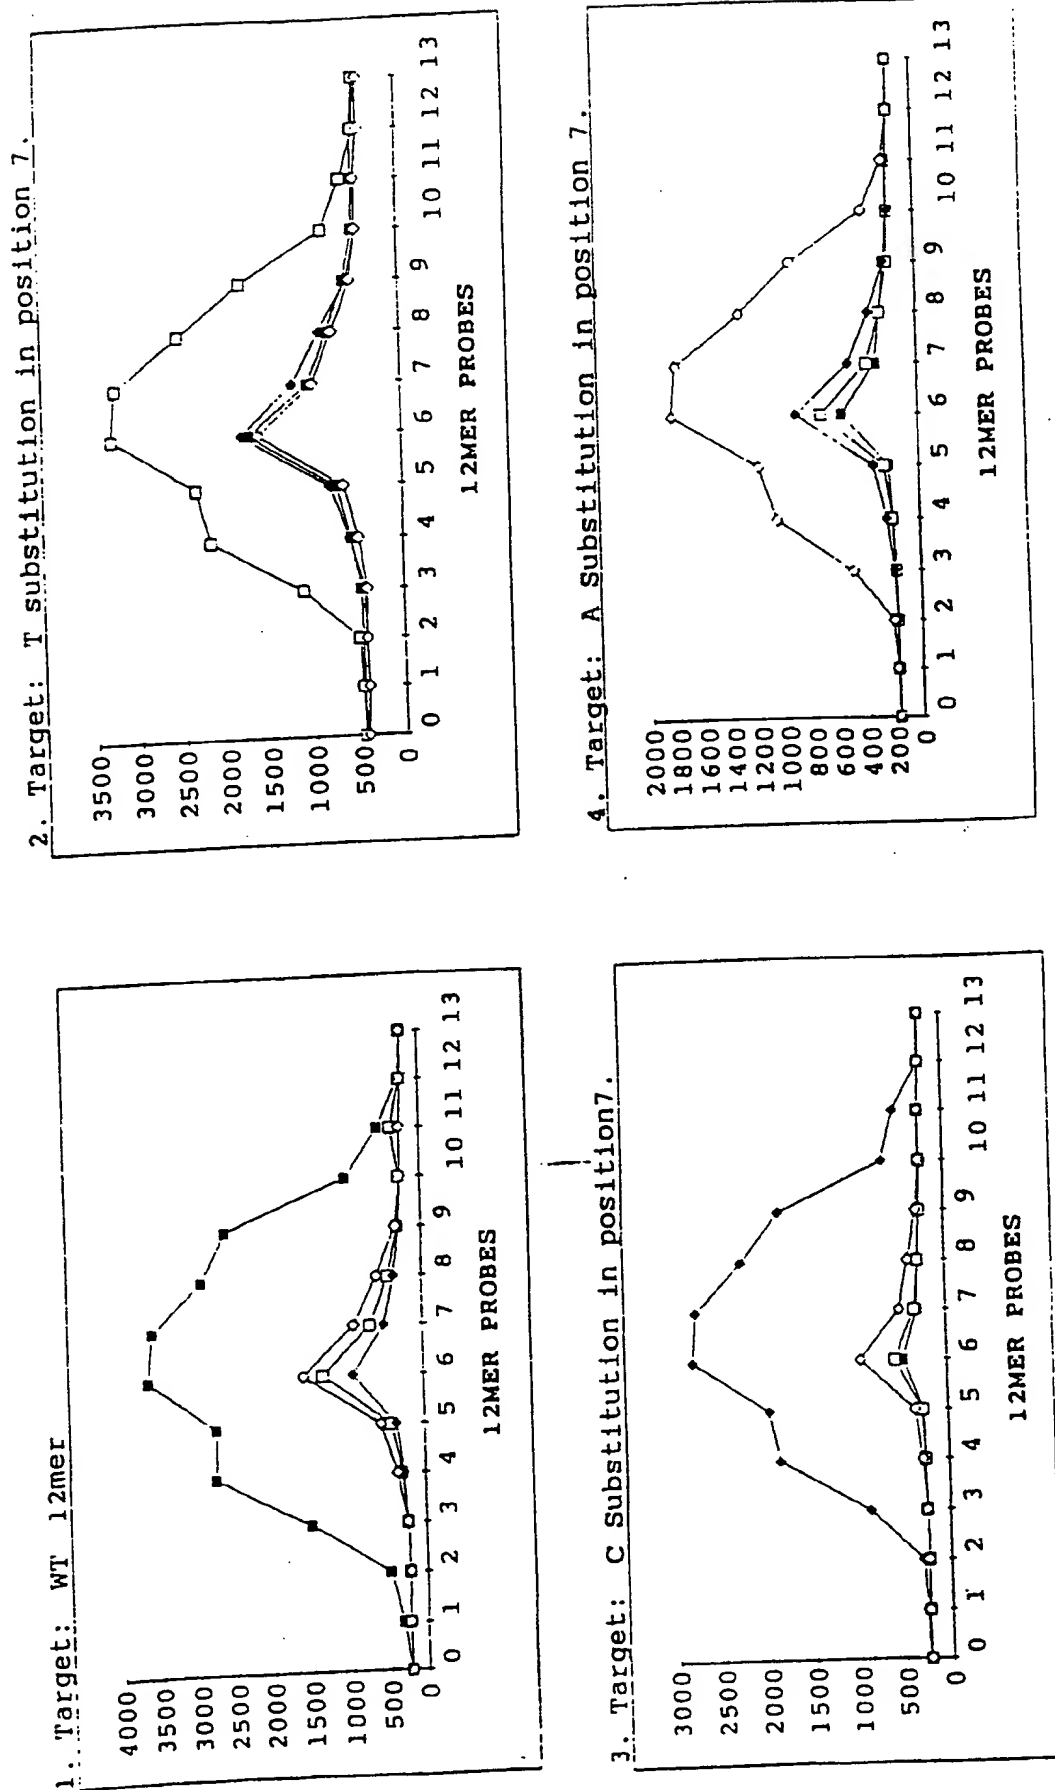 1. Target: WT 12mer
4000
3500
3000
2500
2000
1500
1000
500
0
0 1 2 3 4 5 6 7 8 9 10 11 12 13
12MER PROBES
2. Target: T substitution in position 7.
3500
3000
2500
2000
1500
1000
500
0
0 1 2 3 4 5 6 7 8 9 10 11 12 13
12MER PROBES
3. Target: C Substitution in position7.
3000
2500
2000
1500
1000
500
0
0 1 2 3 4 5 6 7 8 9 10 11 12 13
12MER PROBES
4. Target: A Substitution in position 7.
2000
1800
1600
1400
1200
1000
800
600
400
200
0
0 1 2 3 4 5 6 7 8 9 10 11 12 13
12MER PROBES